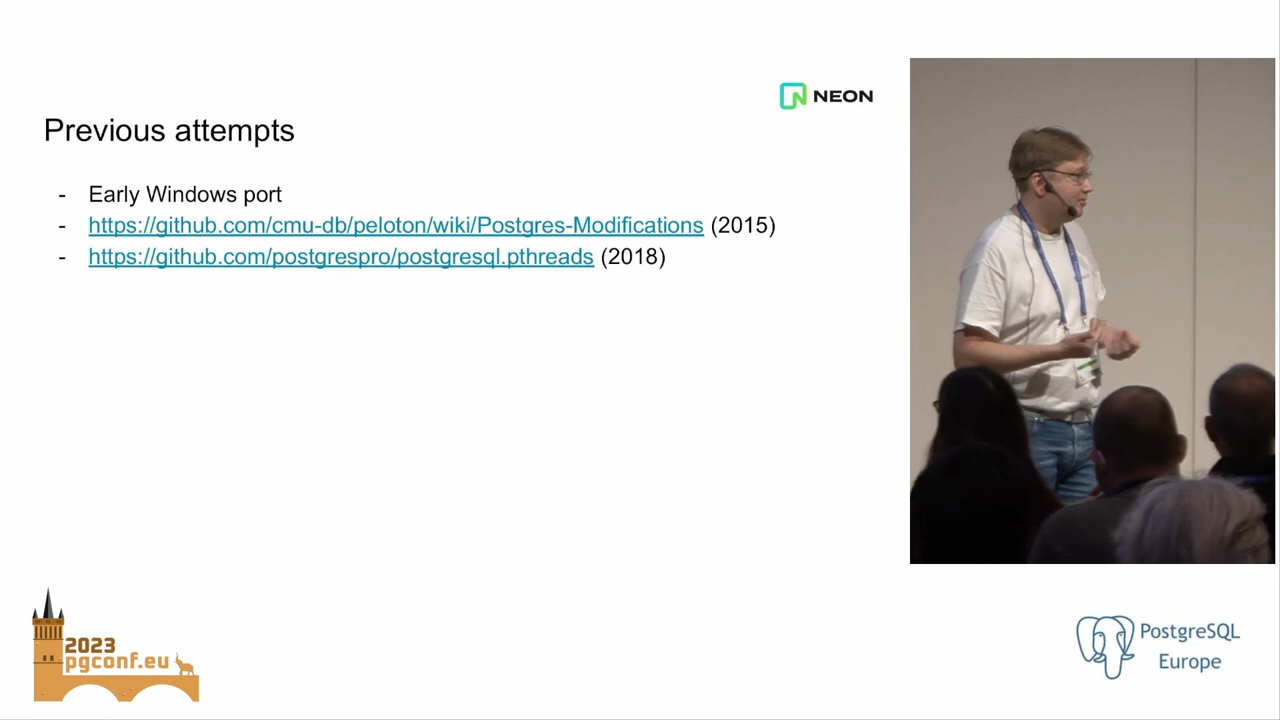 NEON
Previous attempts
- Early Windows port
- https://github.com/cmu-db/peloton/wiki/Postgres-Modifications (2015)
- https://github.com/postgrespro/postgresql.pthreads (2018)
2023
pgconf.eu
PostgreSQL
Europe